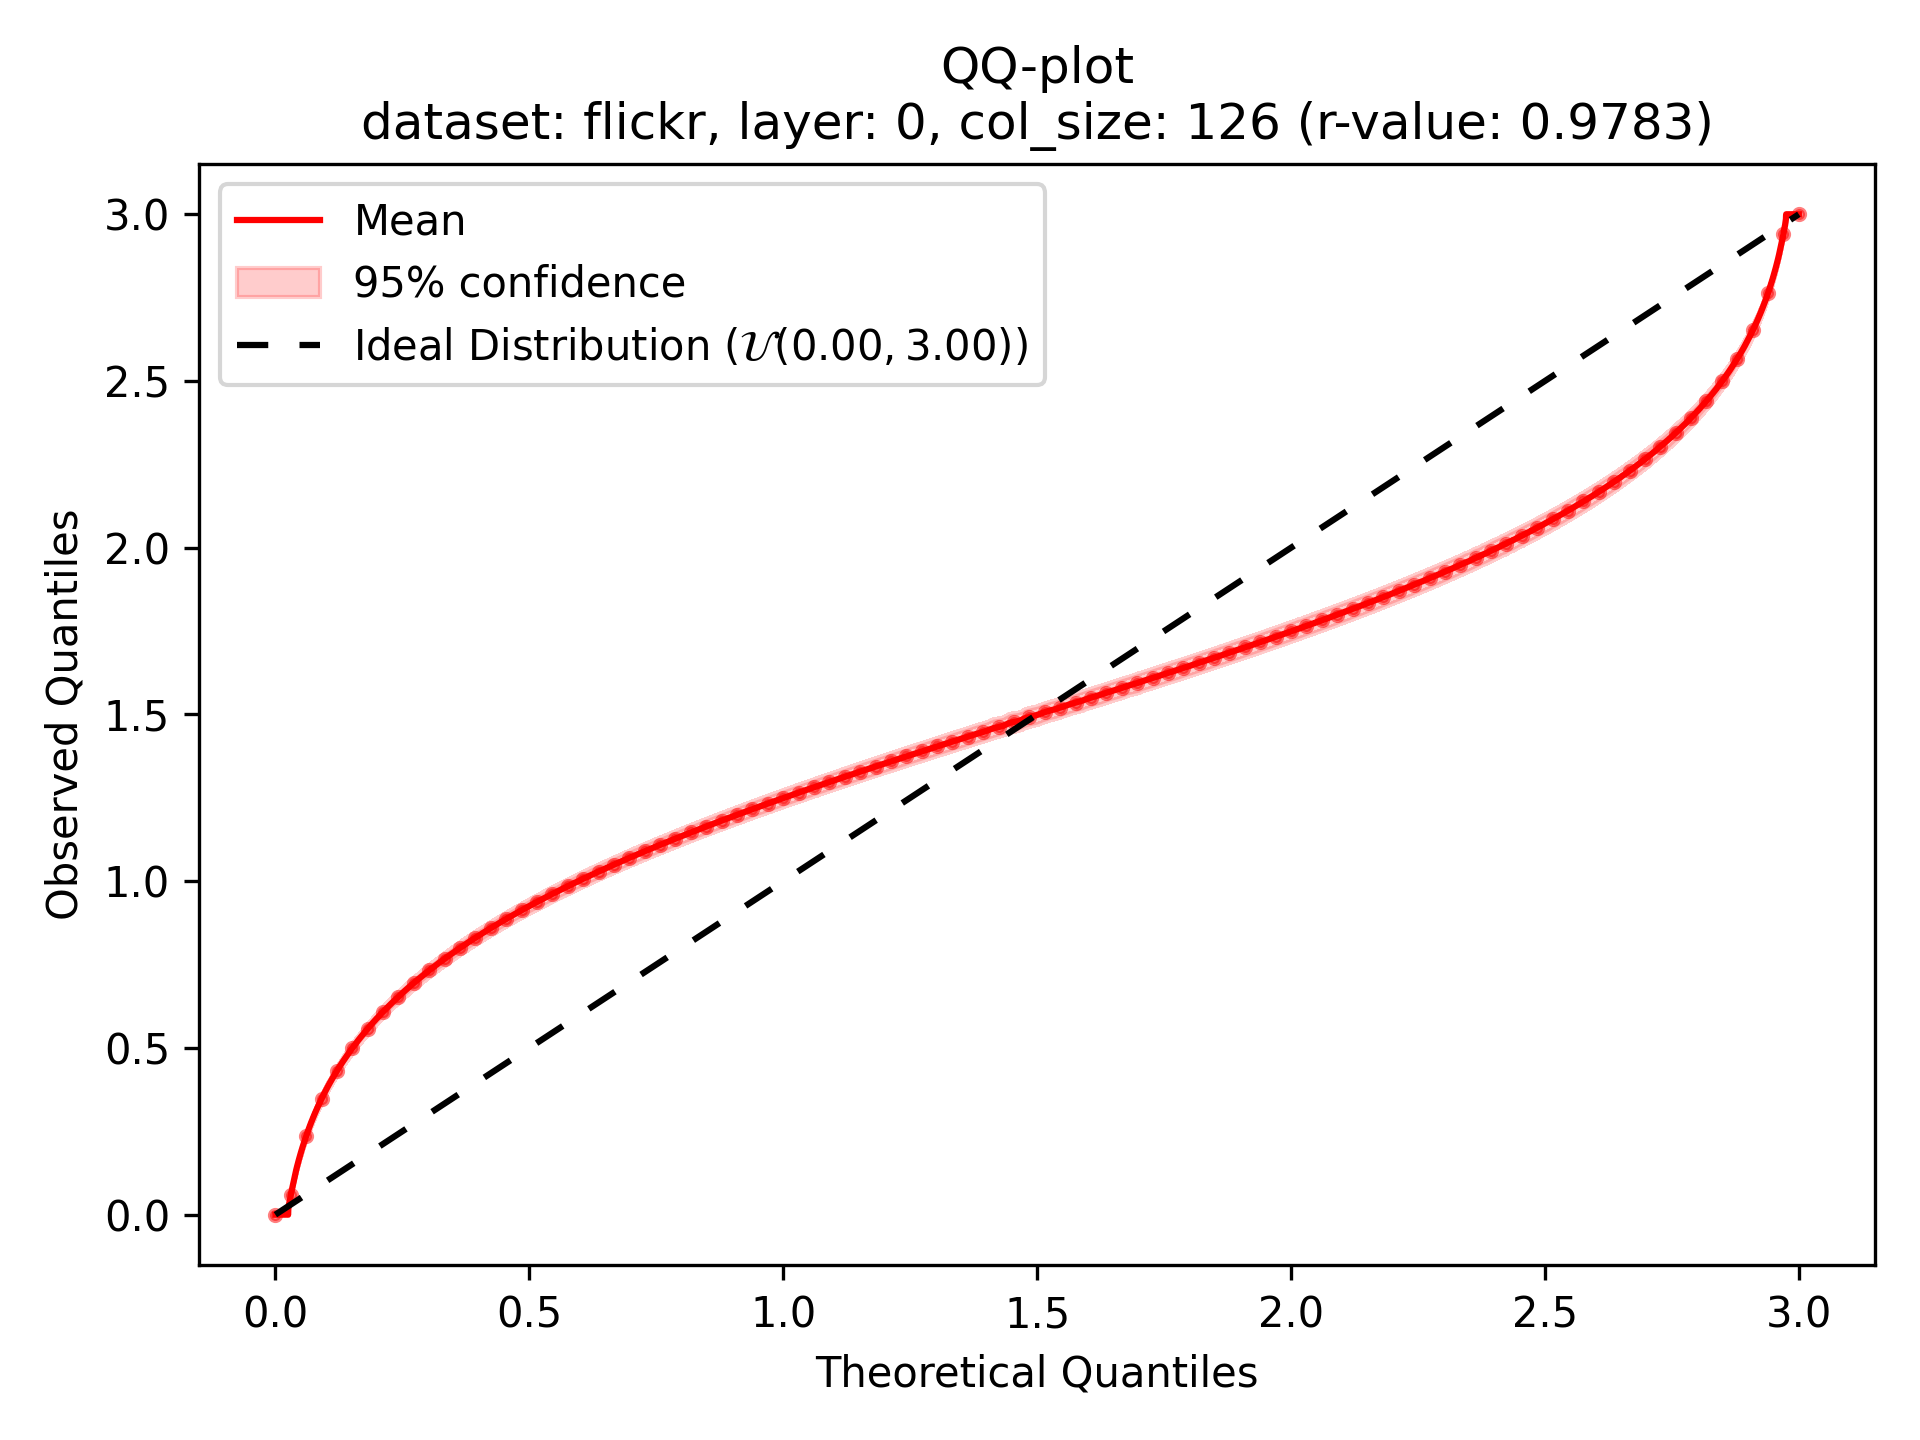 QQ-plot
dataset: flickr, layer: 0, col_size: 126 (r-value: 0.9783)
Mean
95% confidence
Ideal Distribution (𝒰(0.00, 3.00))
3.0
2.5
2.0
1.5
1.0
0.5
0.0
Observed Quantiles
0.0 0.5 1.0 1.5 2.0 2.5 3.0
Theoretical Quantiles